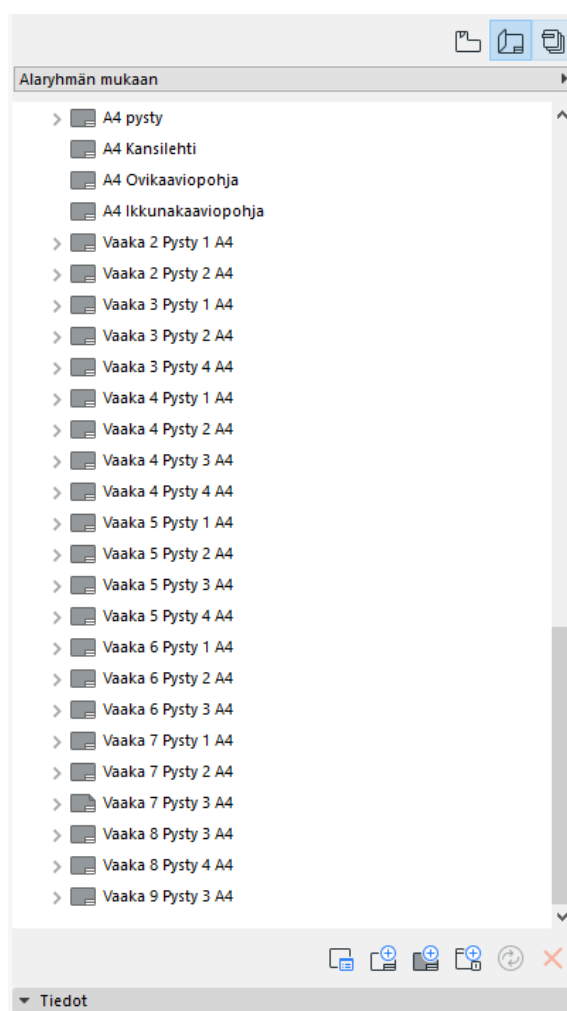 Alaryhmän mukaan
A4 pysty
A4 Kansilehti
A4 Ovikaaviopohja
A4 Ikkunakaaviopohja
Vaaka 2 Pysty 1 A4
Vaaka 2 Pysty 2 A4
Vaaka 3 Pysty 1 A4
Vaaka 3 Pysty 2 A4
Vaaka 3 Pysty 4 A4
Vaaka 4 Pysty 1 A4
Vaaka 4 Pysty 2 A4
Vaaka 4 Pysty 3 A4
Vaaka 4 Pysty 4 A4
Vaaka 5 Pysty 1 A4
Vaaka 5 Pysty 2 A4
Vaaka 5 Pysty 3 A4
Vaaka 5 Pysty 4 A4
Vaaka 6 Pysty 1 A4
Vaaka 6 Pysty 2 A4
Vaaka 6 Pysty 3 A4
Vaaka 7 Pysty 1 A4
Vaaka 7 Pysty 2 A4
Vaaka 7 Pysty 3 A4
Vaaka 8 Pysty 3 A4
Vaaka 8 Pysty 4 A4
Vaaka 9 Pysty 3 A4
Tiedot